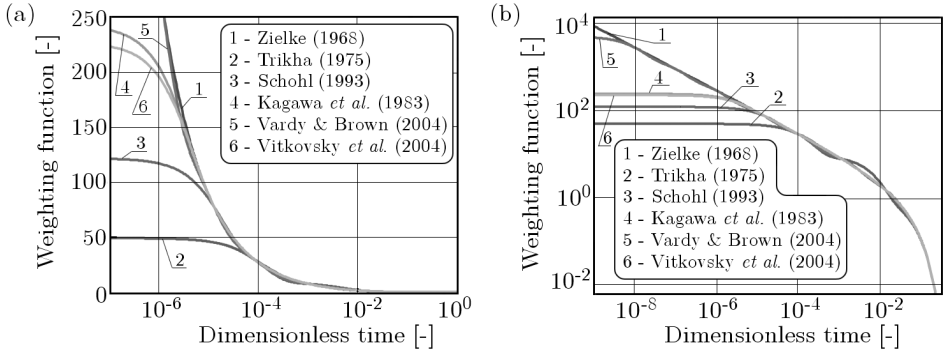 (a)
Weighting function [-]
250
200
150
100
50
0
5
1
4
6
3
2
1 - Zielke (1968)
2 - Trikha (1975)
3 - Schohl (1993)
4 - Kagawa et al. (1983)
5 - Vardy & Brown (2004)
6 - Vitkovsky et al. (2004)
10^-6
10^-4
10^-2
10^0
Dimensionless time [-]
(b)
Weighting function [-]
10^4
10^2
10^0
10^-2
1
5
4
3
2
6
1 - Zielke (1968)
2 - Trikha (1975)
3 - Schohl (1993)
4 - Kagawa et al. (1983)
5 - Vardy & Brown (2004)
6 - Vitkovsky et al. (2004)
10^-8
10^-6
10^-4
10^-2
Dimensionless time [-]